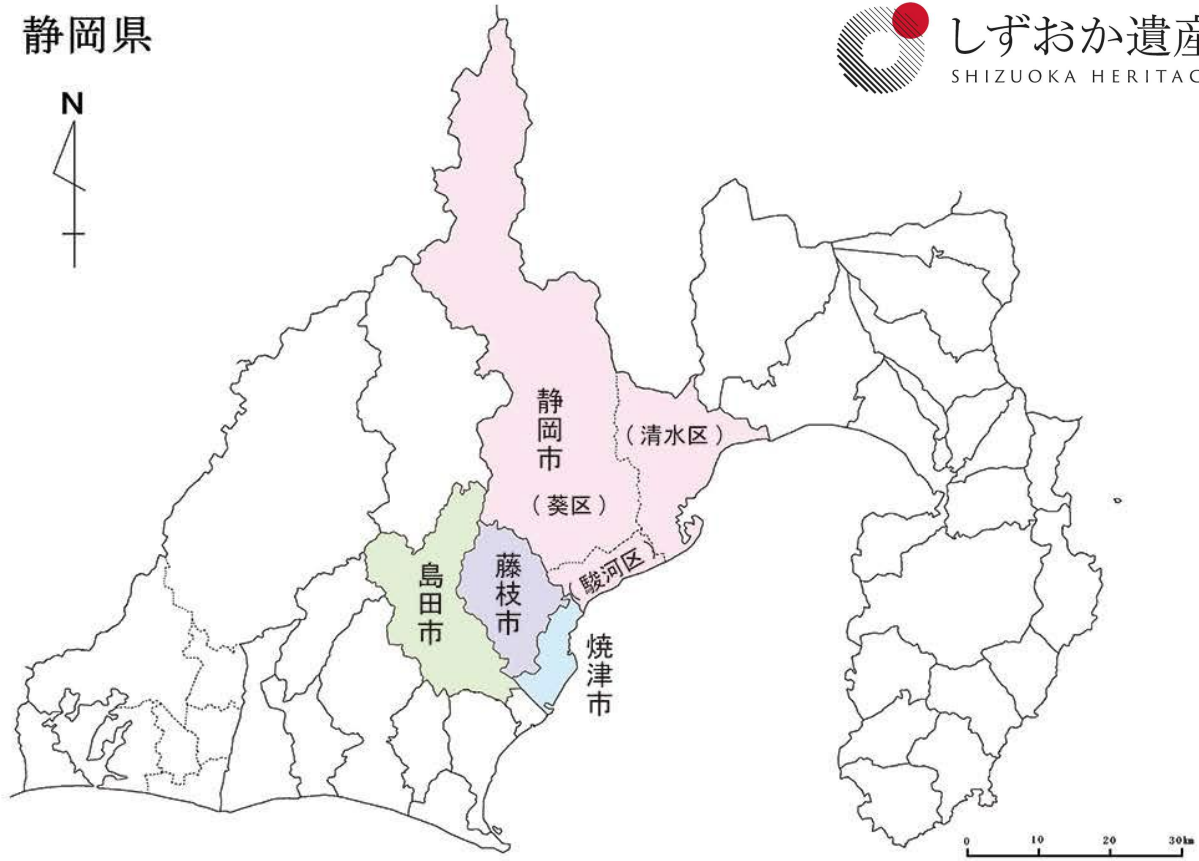 静岡県
しずおか遺産
SHIZUOKA HERITAG
N
静岡市
(清水区)
(葵区)
(駿河区)
藤枝市
島田市
焼津市
0 10 20 30km